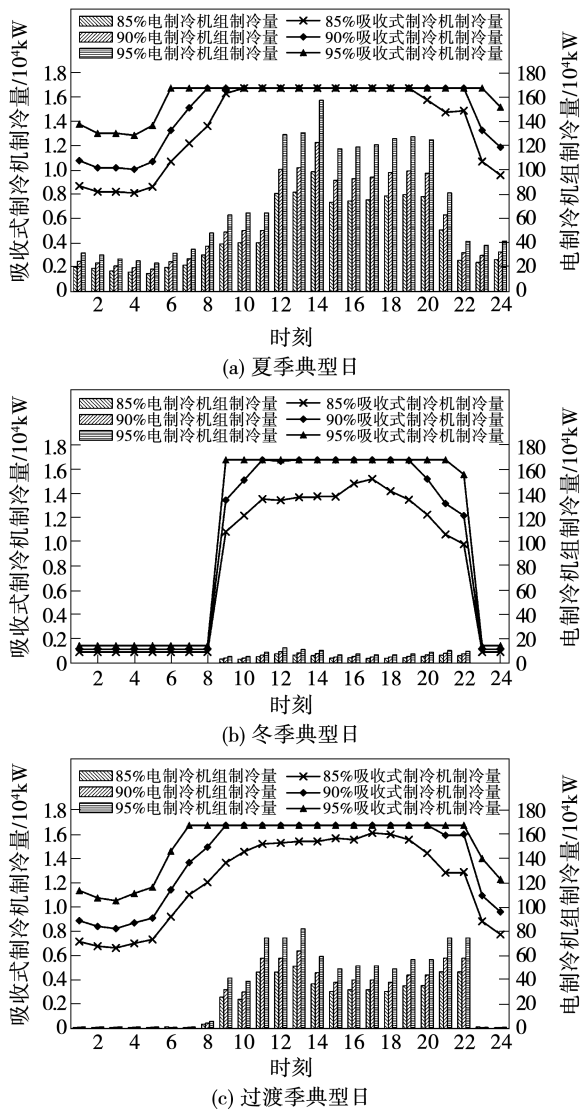 85%电制冷机组制冷量 85%吸收式制冷机制冷量
90%电制冷机组制冷量 90%吸收式制冷机制冷量
95%电制冷机组制冷量 95%吸收式制冷机制冷量
吸收式制冷机制冷量/10⁴kW
1.8
1.6
1.4
1.2
1.0
0.8
0.6
0.4
0.2
0
180
160
140
120
100
80
60
40
20
0
电制冷机组制冷量/10⁴kW
2 4 6 8 10 12 14 16 18 20 22 24
时刻
(a) 夏季典型日
85%电制冷机组制冷量 85%吸收式制冷机制冷量
90%电制冷机组制冷量 90%吸收式制冷机制冷量
95%电制冷机组制冷量 95%吸收式制冷机制冷量
吸收式制冷机制冷量/10⁴kW
1.8
1.6
1.4
1.2
1.0
0.8
0.6
0.4
0.2
0
180
160
140
120
100
80
60
40
20
0
电制冷机组制冷量/10⁴kW
2 4 6 8 10 12 14 16 18 20 22 24
时刻
(b) 冬季典型日
85%电制冷机组制冷量 85%吸收式制冷机制冷量
90%电制冷机组制冷量 90%吸收式制冷机制冷量
95%电制冷机组制冷量 95%吸收式制冷机制冷量
吸收式制冷机制冷量/10⁴kW
1.8
1.6
1.4
1.2
1.0
0.8
0.6
0.4
0.2
0
180
160
140
120
100
80
60
40
20
0
电制冷机组制冷量/10⁴kW
2 4 6 8 10 12 14 16 18 20 22 24
时刻
(c) 过渡季典型日